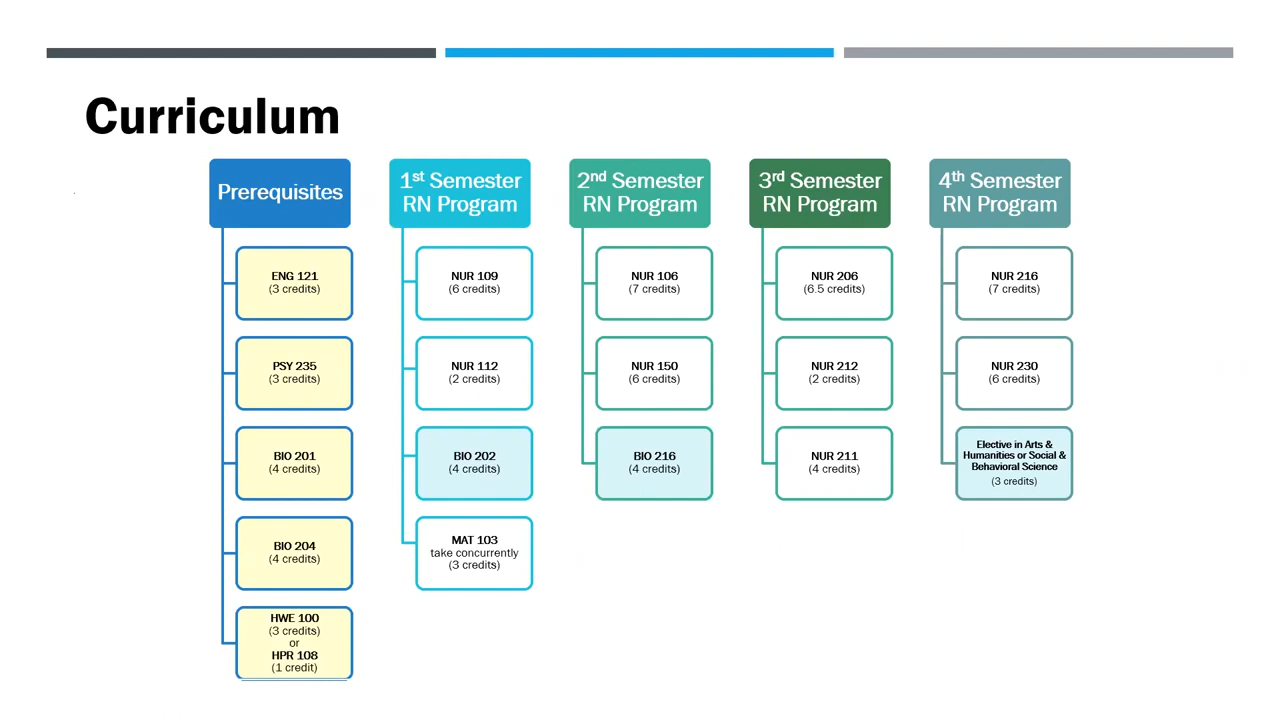 Curriculum
Prerequisites
ENG 121
(3 credits)
PSY 235
(3 credits)
BIO 201
(4 credits)
BIO 204
(4 credits)
HWE 100
(3 credits)
or
HPR 108
(1 credit)
1st Semester
RN Program
NUR 109
(6 credits)
NUR 112
(2 credits)
BIO 202
(4 credits)
MAT 103
take concurrently
(3 credits)
2nd Semester
RN Program
NUR 106
(7 credits)
NUR 150
(6 credits)
BIO 216
(4 credits)
3rd Semester
RN Program
NUR 206
(6.5 credits)
NUR 212
(2 credits)
NUR 211
(4 credits)
4th Semester
RN Program
NUR 216
(7 credits)
NUR 230
(6 credits)
Elective in Arts &
Humanities or Social &
Behavioral Science
(3 credits)